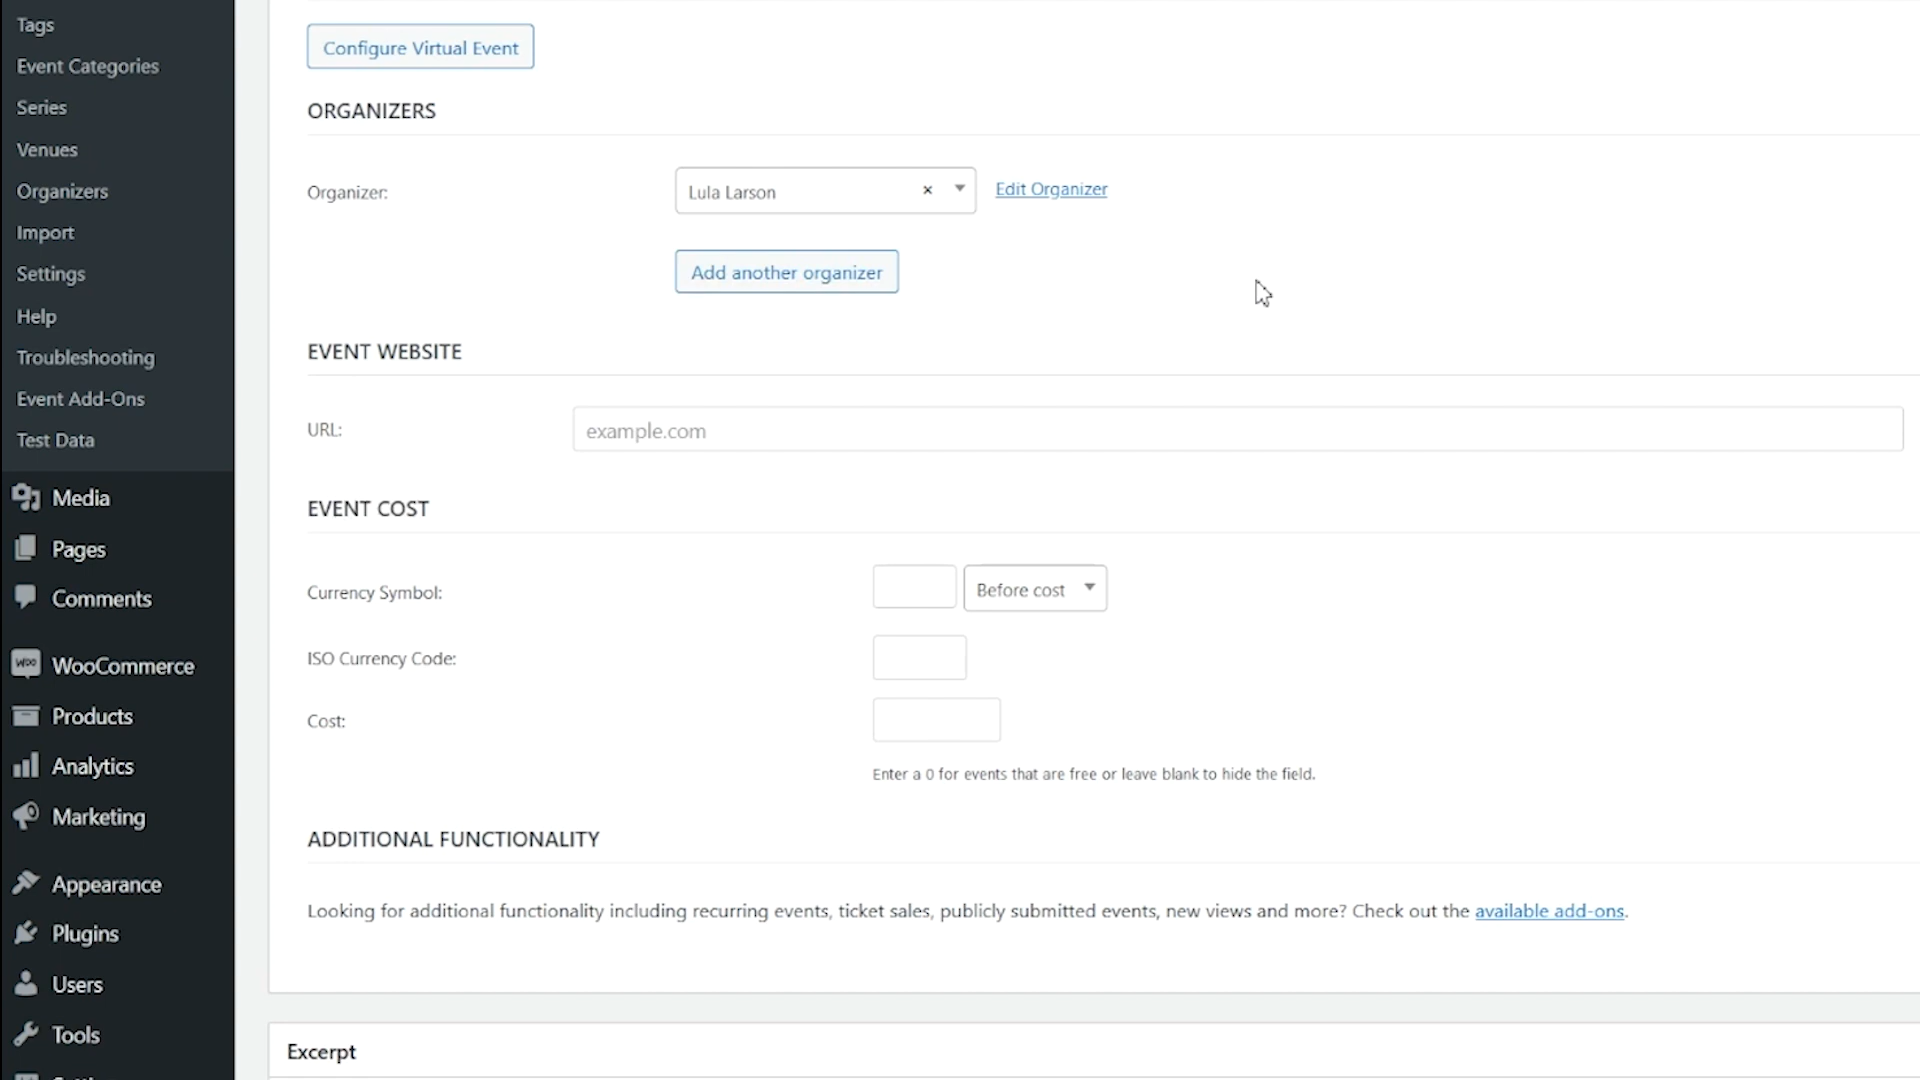 Tags
Event Categories
Series
Venues
Organizers
Import
Settings
Help
Troubleshooting
Event Add-Ons
Test Data
Media
Pages
Comments
WOO WooCommerce
Products
Analytics
Marketing
Appearance
Plugins
Users
Tools
Configure Virtual Event
ORGANIZERS
Organizer: Lula Larson × Edit Organizer
Add another organizer
EVENT WEBSITE
URL: example.com
EVENT COST
Currency Symbol: Before cost
ISO Currency Code:
Cost:
Enter a 0 for events that are free or leave blank to hide the field.
ADDITIONAL FUNCTIONALITY
Looking for additional functionality including recurring events, ticket sales, publicly submitted events, new views and more? Check out the available add-ons.
Excerpt